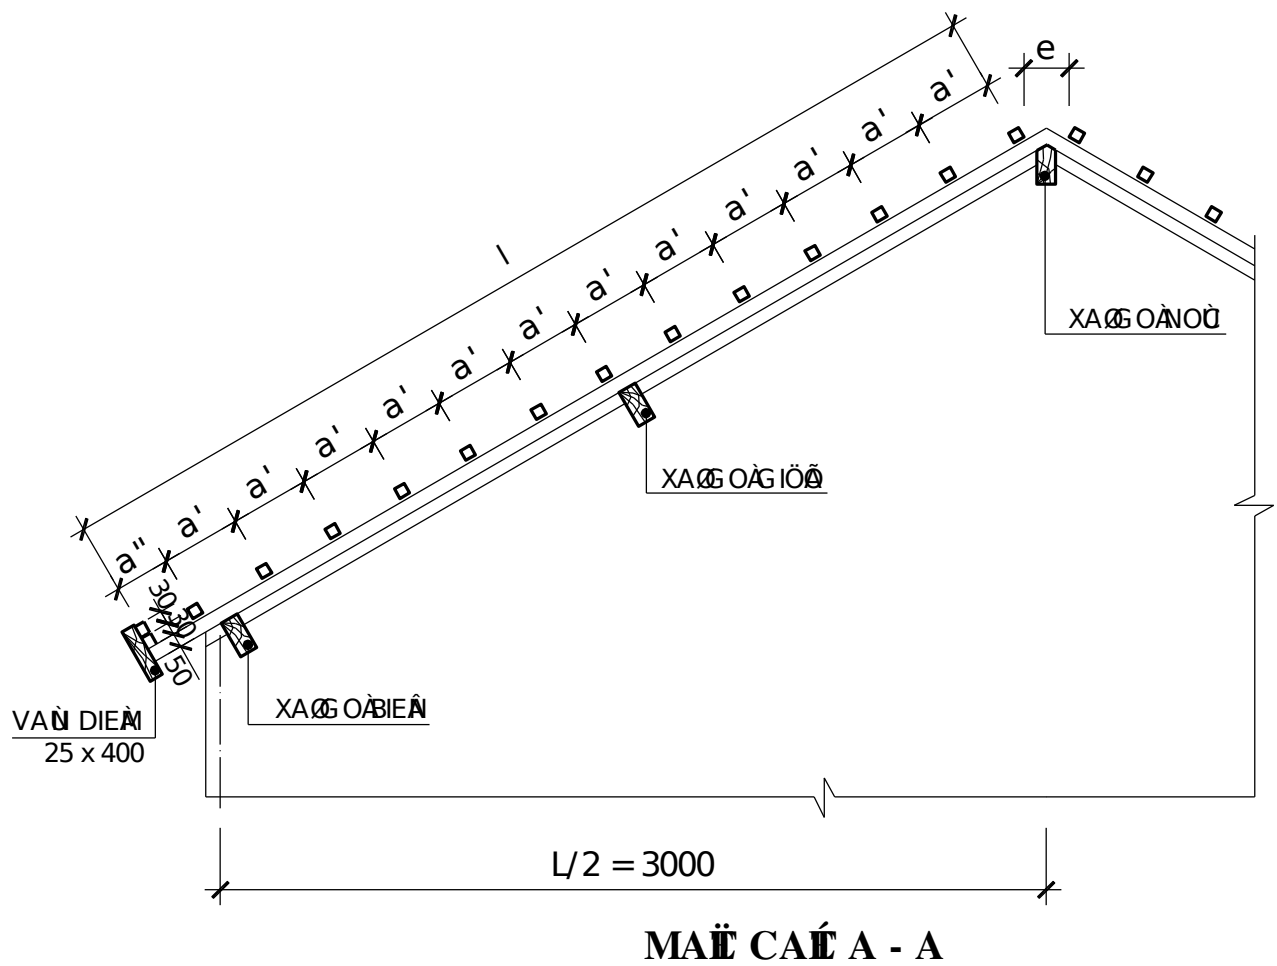 e
a'
a'
a'
a'
a'
a'
a'
a'
a'
a'
a'
a'
a"
l
30
30
50
XAØ GOÀ NOÙC
XAØ GOÀ GIÖÕA
XAØ GOÀ BIEÂN
VAÙN DIEÀM
25 x 400
L/2 = 3000
MAËT CAÉT A - A